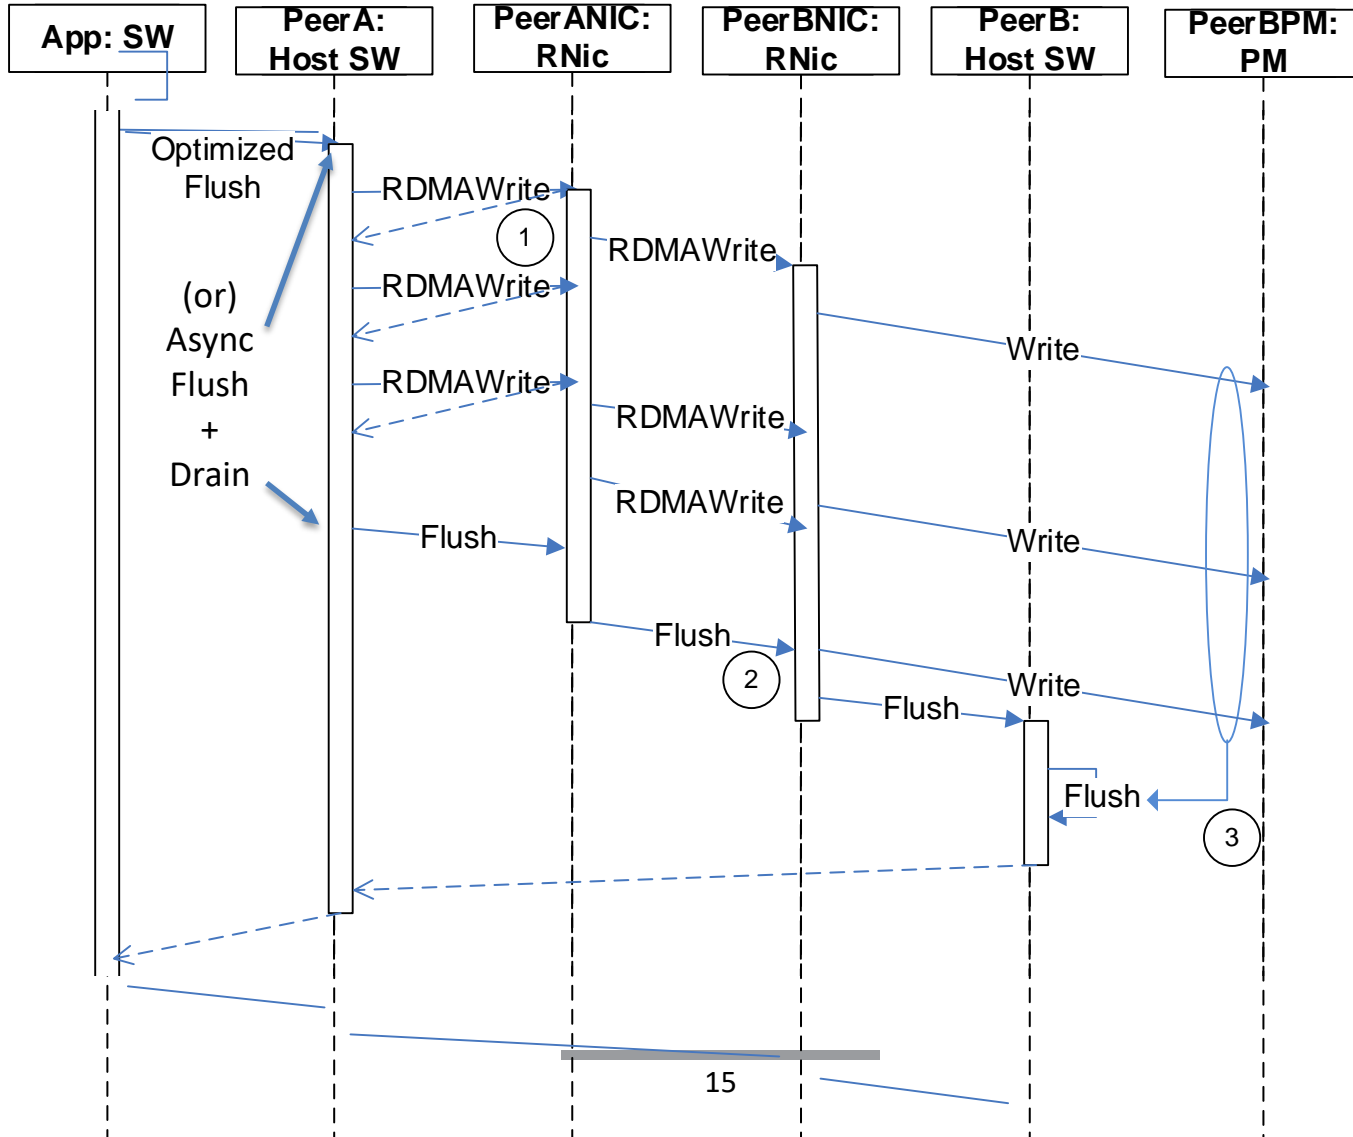 App: SW
PeerA:
Host SW
PeerANIC:
RNic
PeerBNIC:
RNic
PeerB:
Host SW
PeerBPM:
PM
Optimized
Flush
RDMAWrite
1
RDMAWrite
RDMAWrite
(or)
Async
Flush
+
Drain
Write
RDMAWrite
RDMAWrite
RDMAWrite
Flush
Write
Flush
2
Write
Flush
Flush
3
15